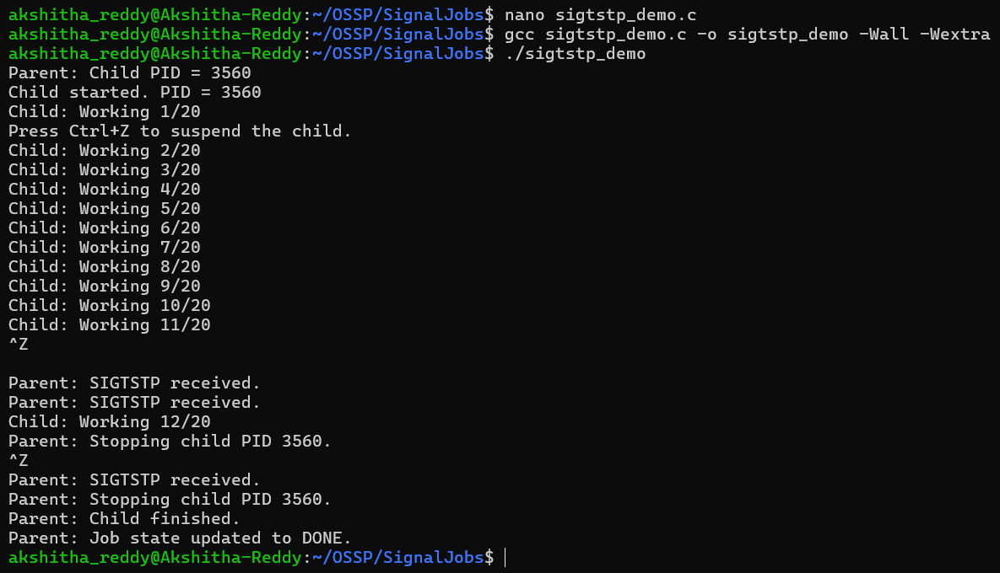 akshitha_reddy@Akshitha-Reddy:~/OSSP/SignalJobs$ nano sigtstp_demo.c
akshitha_reddy@Akshitha-Reddy:~/OSSP/SignalJobs$ gcc sigtstp_demo.c -o sigtstp_demo -Wall -Wextra
akshitha_reddy@Akshitha-Reddy:~/OSSP/SignalJobs$ ./sigtstp_demo
Parent: Child PID = 3560
Child started. PID = 3560
Child: Working 1/20
Press Ctrl+Z to suspend the child.
Child: Working 2/20
Child: Working 3/20
Child: Working 4/20
Child: Working 5/20
Child: Working 6/20
Child: Working 7/20
Child: Working 8/20
Child: Working 9/20
Child: Working 10/20
Child: Working 11/20
^Z

Parent: SIGTSTP received.
Parent: SIGTSTP received.
Child: Working 12/20
Parent: Stopping child PID 3560.
^Z
Parent: SIGTSTP received.
Parent: Stopping child PID 3560.
Parent: Child finished.
Parent: Job state updated to DONE.
akshitha_reddy@Akshitha-Reddy:~/OSSP/SignalJobs$